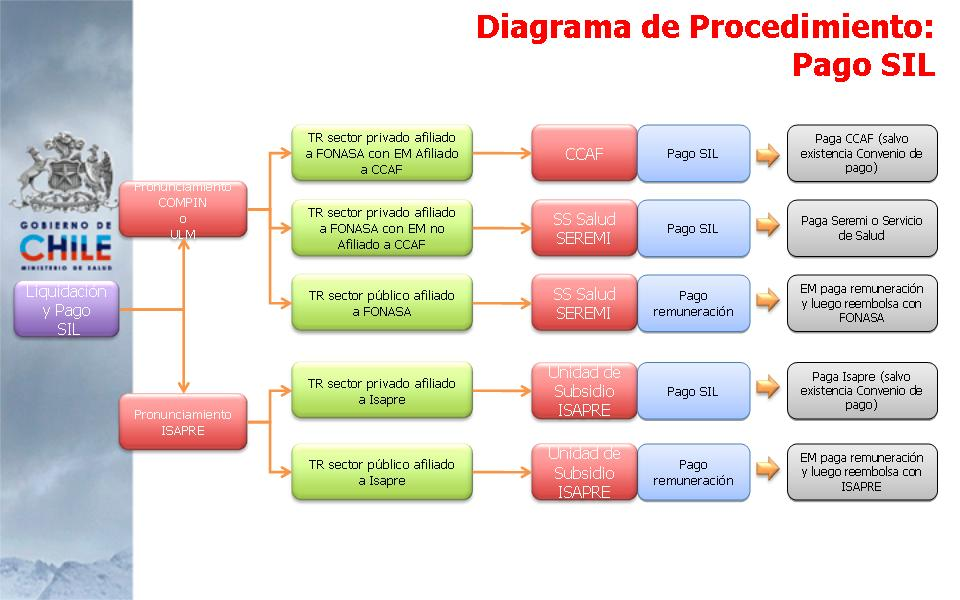 Diagrama de Procedimiento:
Pago SIL
GOBIERNO DE
CHILE
MINISTERIO DE SALUD
Liquidación
y Pago
SIL
Pronunciamiento
COMPIN
o
ULM
TR sector privado afiliado
a FONASA con EM Afiliado
a CCAF
CCAF
Pago SIL
Paga CCAF (salvo
existencia Convenio de
pago)
TR sector privado afiliado
a FONASA con EM no
Afiliado a CCAF
SS Salud
SEREMI
Pago SIL
Paga Seremi o Servicio
de Salud
TR sector público afiliado
a FONASA
SS Salud
SEREMI
Pago
remuneración
EM paga remuneración
y luego reembolsa con
FONASA
Pronunciamiento
ISAPRE
TR sector privado afiliado
a Isapre
Unidad de
Subsidio
ISAPRE
Pago SIL
Paga Isapre (salvo
existencia Convenio de
pago)
TR sector público afiliado
a Isapre
Unidad de
Subsidio
ISAPRE
Pago
remuneración
EM paga remuneración
y luego reembolsa con
ISAPRE